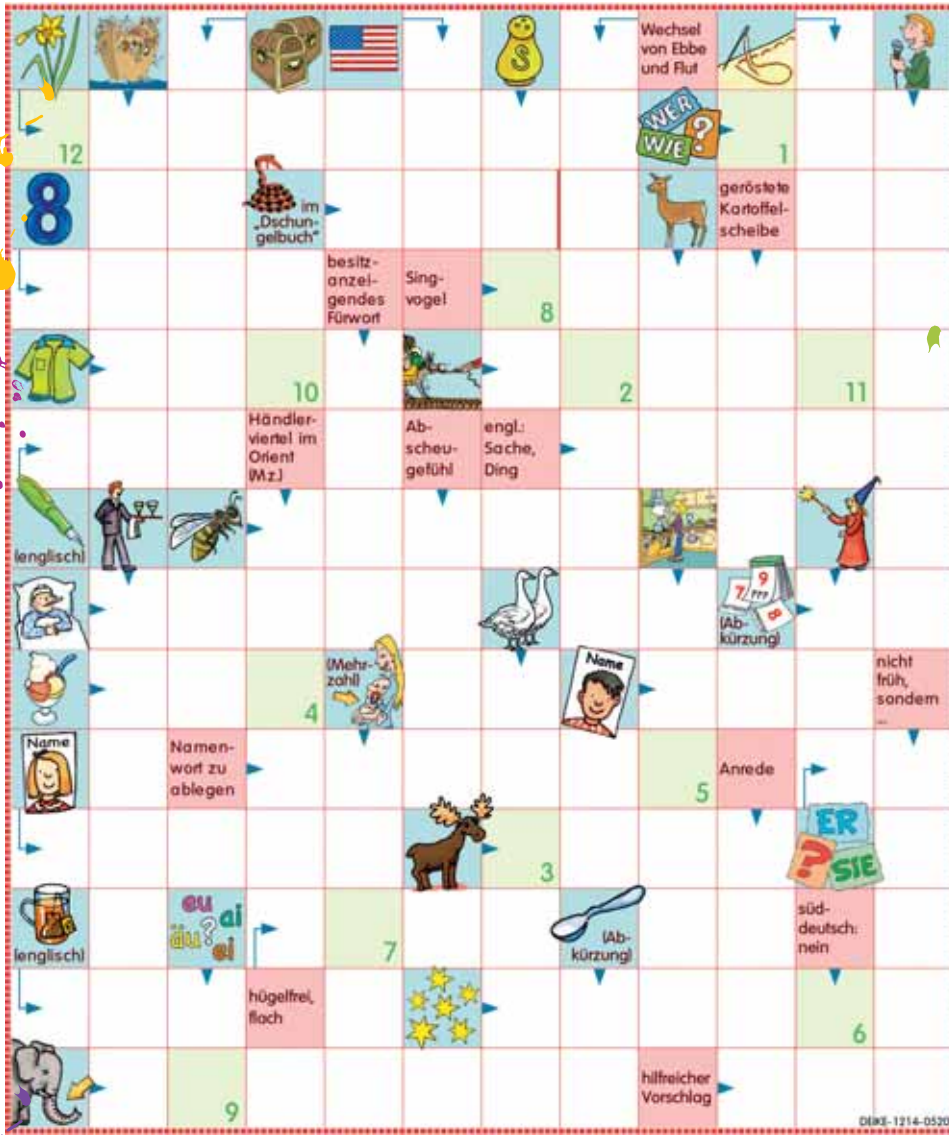 S
Wechsel
von Ebbe
und Flut
12
WER
WIE ?
1
8
im
„Dschun-
gelbuch“
geröstete
Kartoffel-
scheibe
besitz-
anzei-
gendes
Fürwort
Sing-
vogel
8
10
2
11
Händler-
viertel im
Orient
(Mz.)
Ab-
scheu-
gefühl
engl.:
Sache,
Ding
(englisch)
7 9
???
8
(Ab-
kürzung)
4
(Mehr-
zahl)
Name
nicht
früh,
sondern
...
Name
Namen-
wort zu
ablegen
5
Anrede
3
ER
? SIE
(englisch)
eu
ai
äu ?
ei
7
(Ab-
kürzung)
süd-
deutsch:
nein
hügelfrei,
flach
6
9
hilfreicher
Vorschlag
DEIKE-1214-0520